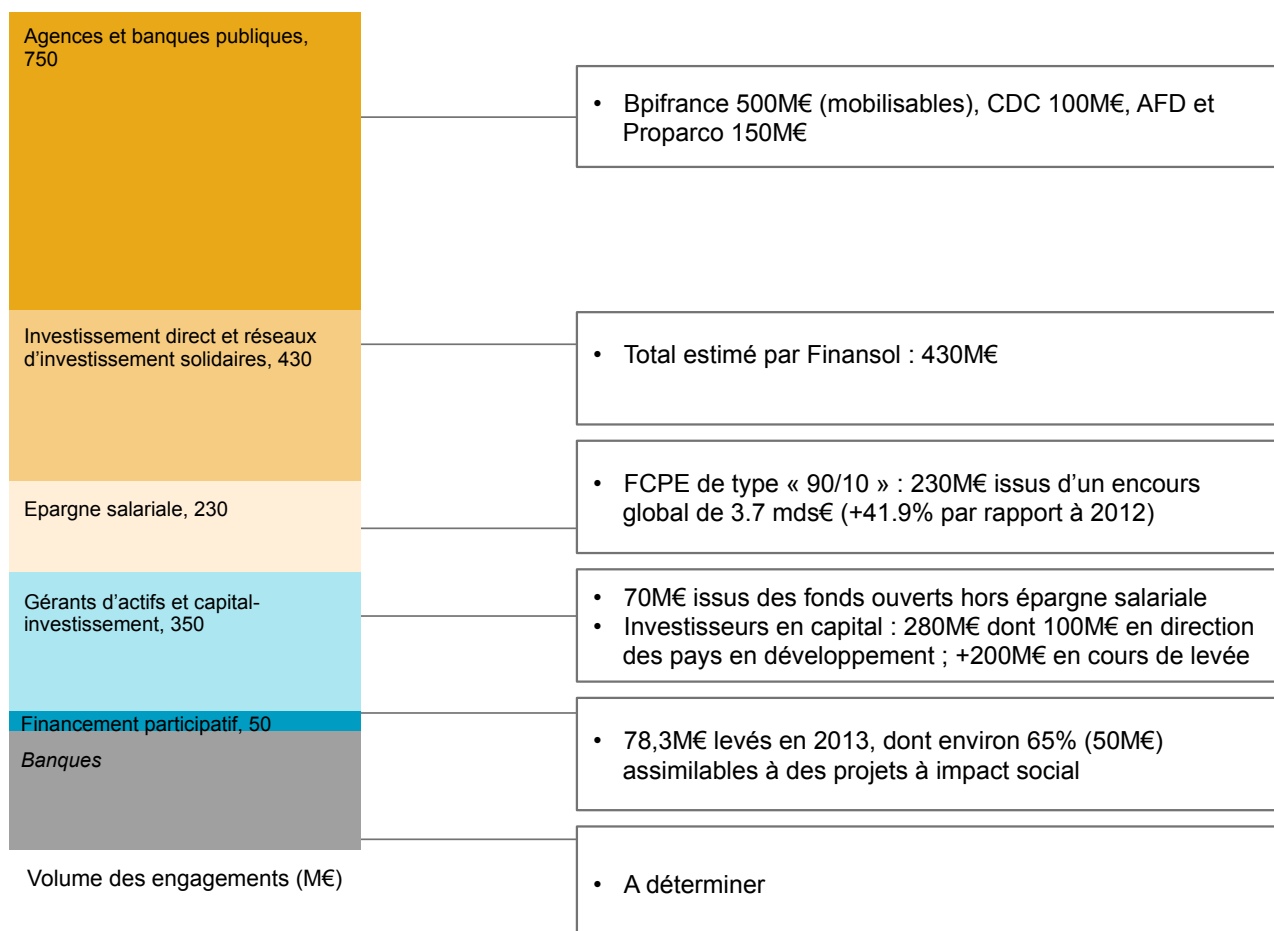 Agences et banques publiques,
750
• Bpifrance 500M€ (mobilisables), CDC 100M€, AFD et
Proparco 150M€
Investissement direct et réseaux
d’investissement solidaires, 430
• Total estimé par Finansol : 430M€
Epargne salariale, 230
• FCPE de type « 90/10 » : 230M€ issus d’un encours
global de 3.7 mds€ (+41.9% par rapport à 2012)
Gérants d’actifs et capital-
investissement, 350
• 70M€ issus des fonds ouverts hors épargne salariale
• Investisseurs en capital : 280M€ dont 100M€ en direction
des pays en développement ; +200M€ en cours de levée
Financement participatif, 50
• 78,3M€ levés en 2013, dont environ 65% (50M€)
assimilables à des projets à impact social
Banques
• A déterminer
Volume des engagements (M€)